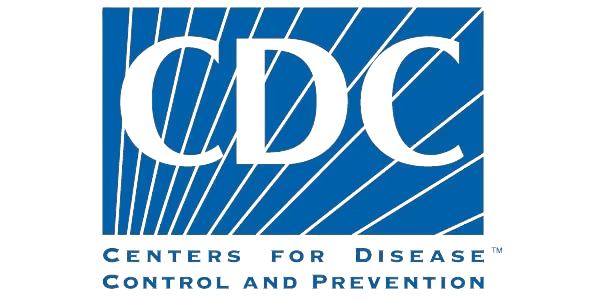 CDC
CENTERS FOR DISEASE™
CONTROL AND PREVENTION